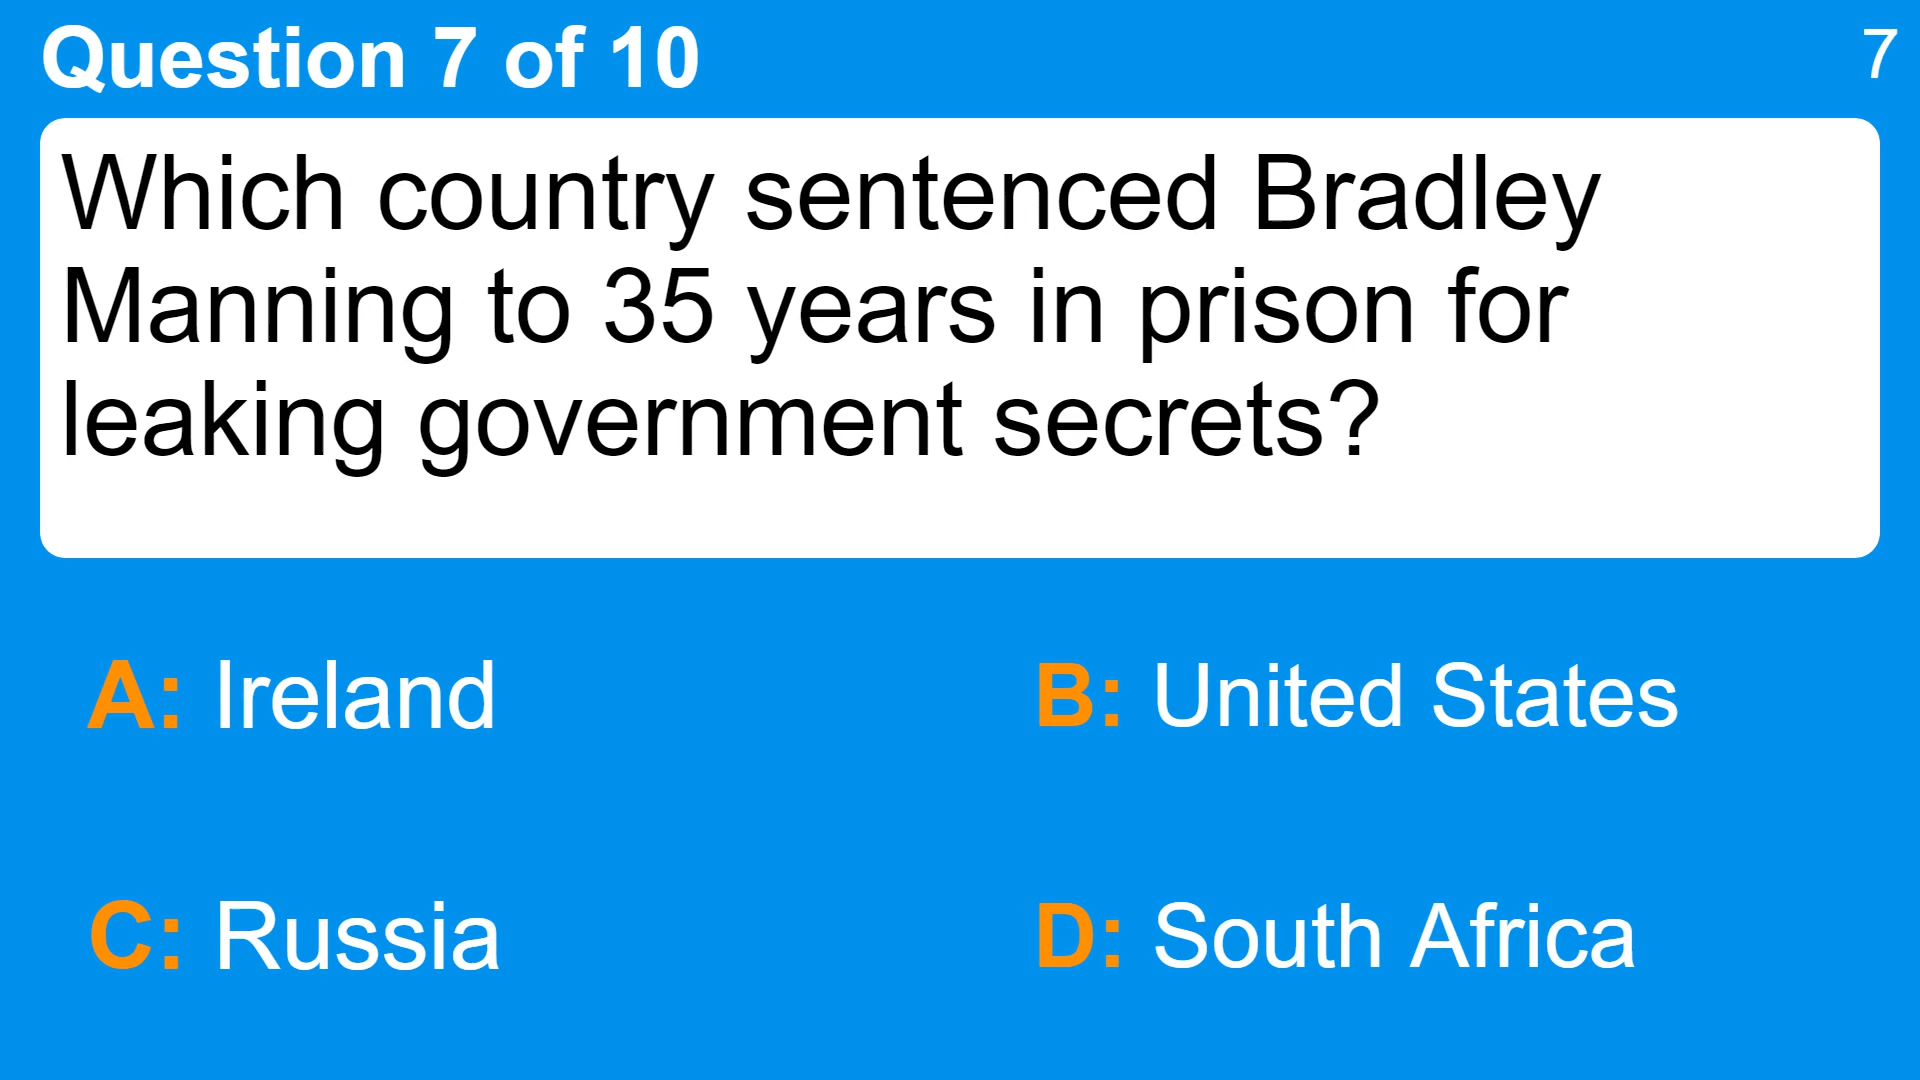 Question 7 of 10
7
Which country sentenced Bradley
Manning to 35 years in prison for
leaking government secrets?
A: Ireland
B: United States
C: Russia
D: South Africa